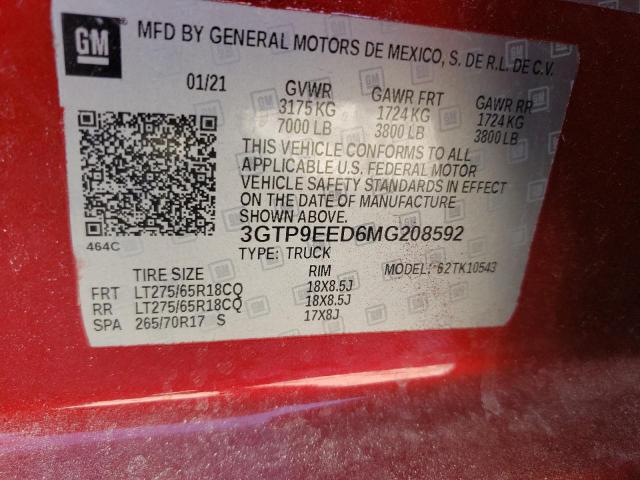 GM MFD BY GENERAL MOTORS DE MEXICO, S. DE R.L. DE C.V.
01/21 GVWR GAWR FRT GAWR RR
3175 KG 1724 KG 1724 KG
7000 LB 3800 LB 3800 LB
THIS VEHICLE CONFORMS TO ALL
APPLICABLE U.S. FEDERAL MOTOR
VEHICLE SAFETY STANDARDS IN EFFECT
ON THE DATE OF MANUFACTURE
SHOWN ABOVE.
464C 3GTP9EED6MG208592
TYPE: TRUCK MODEL: 62TK10543
TIRE SIZE RIM
FRT LT275/65R18CQ 18X8.5J
RR LT275/65R18CQ 18X8.5J
SPA 265/70R17 S 17X8J